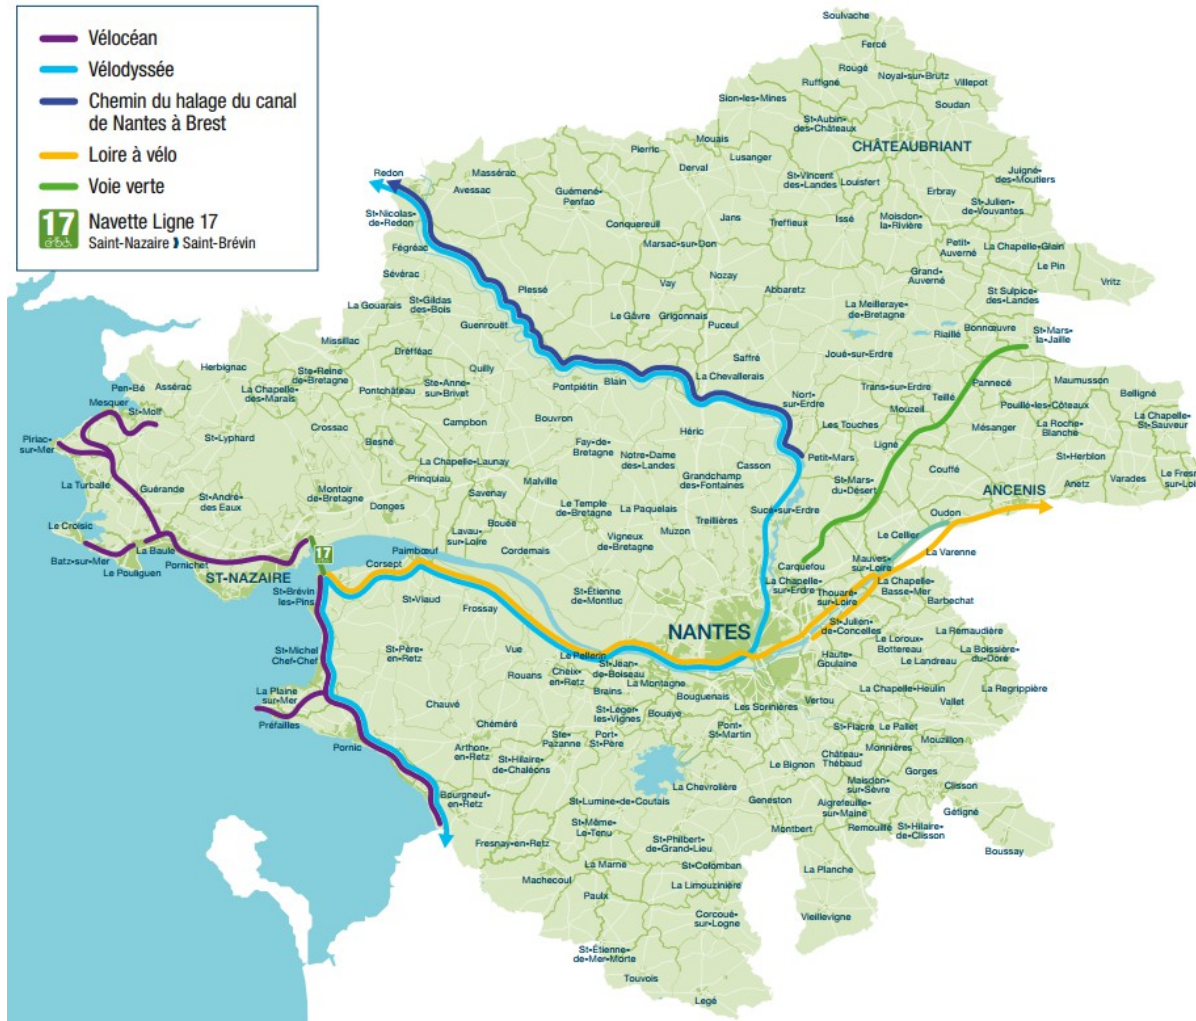 Vélocéan
Vélodyssée
Chemin du halage du canal
de Nantes à Brest
Loire à vélo
Voie verte
17
Navette Ligne 17
Saint-Nazaire Saint-Brévin
Soulvache
Fercé
Rougé
Ruffigné
Noyal-sur-Brutz
Villepot
Sion-les-Mines
Soudan
St-Aubin-
des-Châteaux
CHÂTEAUBRIANT
Mouais
Pierric
Lusanger
Derval
Juigné-
des-Moutiers
Redon
Massérac
Avessac
Guémené-
Penfao
St-Vincent
des-Landes
Louisfert
Erbray
St-Julien-
de-Vouvantes
St-Nicolas-
de-Redon
Conquereuil
Jans
Treffieux
Issé
Moisdon-
la-Rivière
Fégréac
Marsac-sur-Don
Petit-
Auverné
La Chapelle-Glain
Le Pin
Sévérac
Nozay
Grand-
Auverné
Vritz
Plessé
Vay
Abbaretz
St Sulpice-
des-Landes
La Gouarais
St-Gildas
des-Bois
La Meilleraye-
de-Bretagne
Guenrouët
Le Gâvre
Grigonnais
Puceul
Riaillé
Bonnœuvre
St-Mars-
la-Jaille
Missillac
Drefféac
Saffré
Joué-sur-Erdre
Herbignac
Ste-Reine
de-Bretagne
Quilly
La Chevallerais
Pen-Bé
Assérac
La Chapelle-
des-Marais
Pontchâteau
Ste-Anne-
sur-Brivet
Pontpiétin
Blain
Trans-sur-Erdre
Teillé
Pannecé
Maumusson
Belligné
Mesquer
St-Molf
Nort-
sur-Erdre
Mouzeil
Pouillé-les-Côteaux
Crossac
Campbon
Bouvron
Les Touches
Mésanger
La Roche-
Blanche
La Chapelle-
St-Sauveur
Piriac-
sur-Mer
St-Lyphard
Besné
Héric
Ligné
Fay-de-
Bretagne
Notre-Dame
des-Landes
Casson
Petit-Mars
St-Herblon
La Chapelle-Launay
Couffé
La Turballe
Guérande
Prinquiau
Malville
Grandchamp
des-Fontaines
St-Mars-
du-Désert
ANCENIS
Anetz
Varades
Le Fresne
sur-Loire
St-André-
des Eaux
Montoir
de-Bretagne
Savenay
Donges
Le Temple
de-Bretagne
La Paquelais
Sucé-sur-Erdre
Oudon
Le Croisic
Bouée
Treillières
Lavau-
sur-Loire
Vigneux
de-Bretagne
Muzon
Le Cellier
La Baule
Batz-sur-Mer
Pornichet
Le Pouliguen
17
Paimbœuf
Cordemais
La Varenne
Mauves-
sur-Loire
Corsept
Carquefou
ST-NAZAIRE
La Chapelle-
sur-Erdre
Thouaré-
sur-Loire
La Chapelle-
Basse-Mer
St-Brévin
les-Pins
St-Viaud
St-Étienne
de-Montluc
Barbechat
Frossay
NANTES
St-Julien-
de-Concelles
La Remaudière
Le Loroux-
Bottereau
St-Michel
Chef-Chef
St-Père-
en-Retz
Vue
Le Pellerin
Haute-
Goulaine
Le Landreau
La Boissière-
du-Doré
St-Jean-
de-Boiseau
Rouans
Cheix-
en-Retz
La Montagne
La Plaine
sur-Mer
Brains
Bouguenais
La Chapelle-Heulin
La Regrippière
Préfailles
Chauvé
Les Sorinières
Vertou
Vallet
St-Léger-
les-Vignes
Bouaye
Chéméré
St-Fiacre
Le Pallet
Pont-
St-Martin
Pornic
Arthon-
en-Retz
Ste-
Pazanne
Port-
St-Père
Mouzillon
Monnières
Château-
Thébaud
St-Hilaire-
de-Chaléons
Le Bignon
Gorges
Maisdon-
sur-Sèvre
Clisson
La Chevrolière
Bourgneuf-
en-Retz
St-Lumine-de-Coutais
Geneston
Aigrefeuille-
sur-Maine
Gétigné
St-Même-
Le-Tenu
Montbert
Remouillé
St-Hilaire-
de-Clisson
Fresnay-en-Retz
St-Philbert-
de-Grand-Lieu
Boussay
La Marne
St-Colomban
La Planche
Machecoul
La Limouzinière
Paulx
Corcoué-
sur-Logne
Vieillevigne
St-Étienne-
de-Mer-Morte
Touvois
Legé